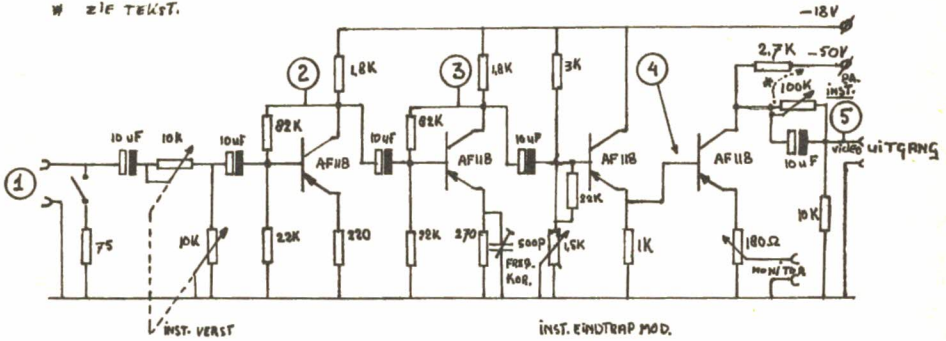 * ZIE TEKST.
-18V
2,7K
-50V
PA.
1,8K
1,8K
3K
100K
INST.
2
3
4
5
82K
82K
10uF
10K
10uF
10uF
10uF
AF118
AF118
AF118
AF118
10uF
VIDEO UITGANG
1
22K
75
10K
22K
220
22K
270
500P
FREQ.
KOR.
1,5K
1K
180Ω
10K
MONITOR
INST. VERST
INST. EINDTRAP MOD.